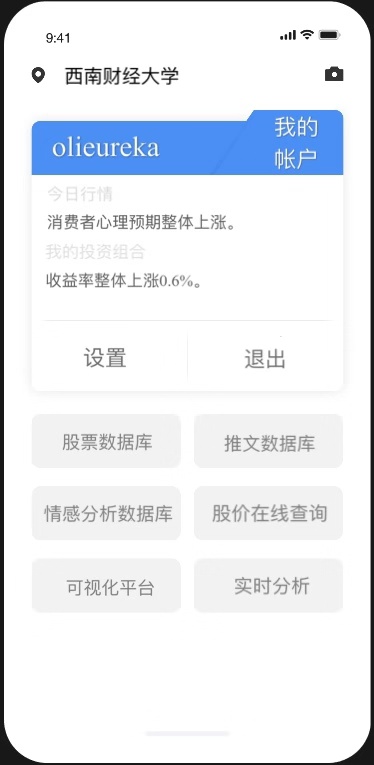 9:41
西南财经大学
olieureka
我的
帐户
今日行情
消费者心理预期整体上涨。
我的投资组合
收益率整体上涨0.6%。
设置
退出
股票数据库
推文数据库
情感分析数据库
股价在线查询
可视化平台
实时分析